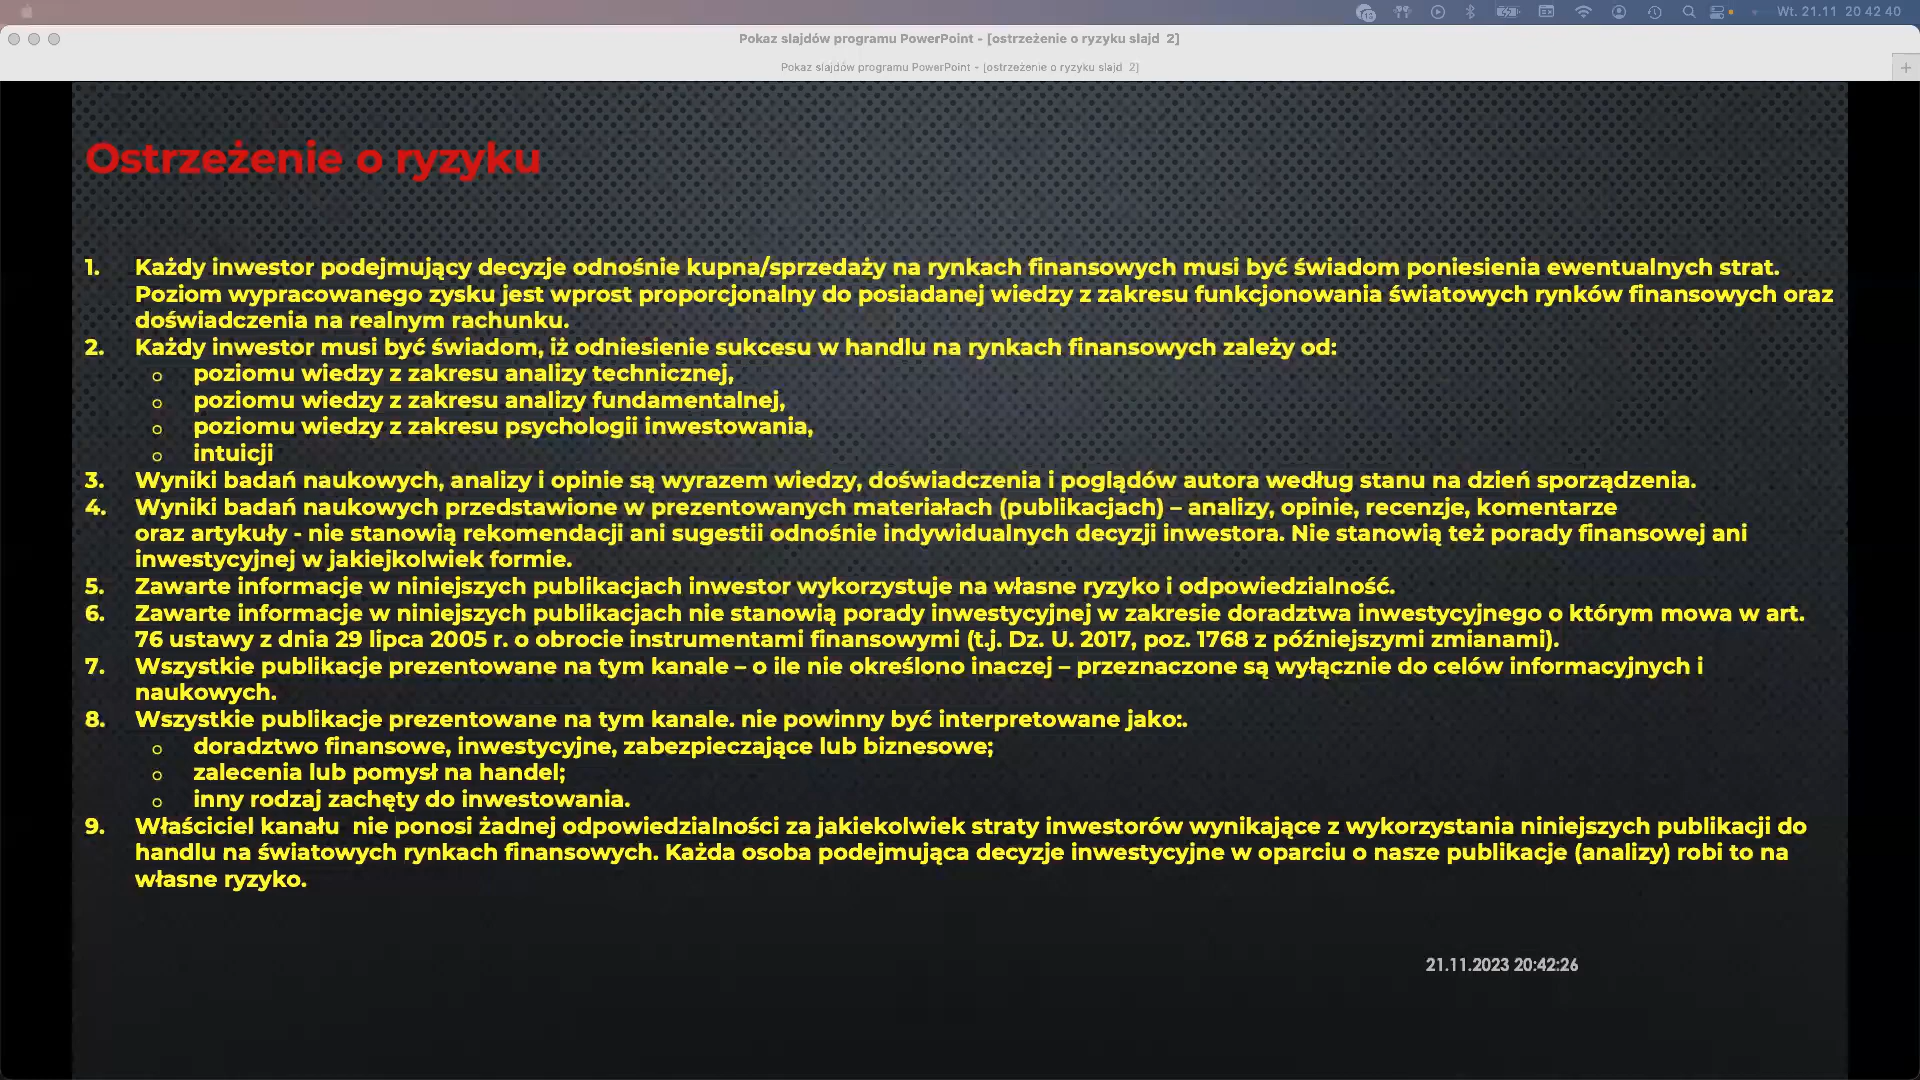 Wt. 21.11 20 42 40
Pokaz slajdów programu PowerPoint - [ostrzeżenie o ryzyku slajd 2]
Pokaz slajdów programu PowerPoint - [ostrzeżenie o ryzyku slajd 2]
Ostrzeżenie o ryzyku
1. Każdy inwestor podejmujący decyzje odnośnie kupna/sprzedaży na rynkach finansowych musi być świadom poniesienia ewentualnych strat.
Poziom wypracowanego zysku jest wprost proporcjonalny do posiadanej wiedzy z zakresu funkcjonowania światowych rynków finansowych oraz
doświadczenia na realnym rachunku.
2. Każdy inwestor musi być świadom, iż odniesienie sukcesu w handlu na rynkach finansowych zależy od:
o poziomu wiedzy z zakresu analizy technicznej,
o poziomu wiedzy z zakresu analizy fundamentalnej,
o poziomu wiedzy z zakresu psychologii inwestowania,
o intuicji
3. Wyniki badań naukowych, analizy i opinie są wyrazem wiedzy, doświadczenia i poglądów autora według stanu na dzień sporządzenia.
4. Wyniki badań naukowych przedstawione w prezentowanych materiałach (publikacjach) – analizy, opinie, recenzje, komentarze
oraz artykuły - nie stanowią rekomendacji ani sugestii odnośnie indywidualnych decyzji inwestora. Nie stanowią też porady finansowej ani
inwestycyjnej w jakiejkolwiek formie.
5. Zawarte informacje w niniejszych publikacjach inwestor wykorzystuje na własne ryzyko i odpowiedzialność.
6. Zawarte informacje w niniejszych publikacjach nie stanowią porady inwestycyjnej w zakresie doradztwa inwestycyjnego o którym mowa w art.
76 ustawy z dnia 29 lipca 2005 r. o obrocie instrumentami finansowymi (t.j. Dz. U. 2017, poz. 1768 z późniejszymi zmianami).
7. Wszystkie publikacje prezentowane na tym kanale – o ile nie określono inaczej – przeznaczone są wyłącznie do celów informacyjnych i
naukowych.
8. Wszystkie publikacje prezentowane na tym kanale. nie powinny być interpretowane jako:.
o doradztwo finansowe, inwestycyjne, zabezpieczające lub biznesowe;
o zalecenia lub pomysł na handel;
o inny rodzaj zachęty do inwestowania.
9. Właściciel kanału nie ponosi żadnej odpowiedzialności za jakiekolwiek straty inwestorów wynikające z wykorzystania niniejszych publikacji do
handlu na światowych rynkach finansowych. Każda osoba podejmująca decyzje inwestycyjne w oparciu o nasze publikacje (analizy) robi to na
własne ryzyko.
21.11.2023 20:42:26